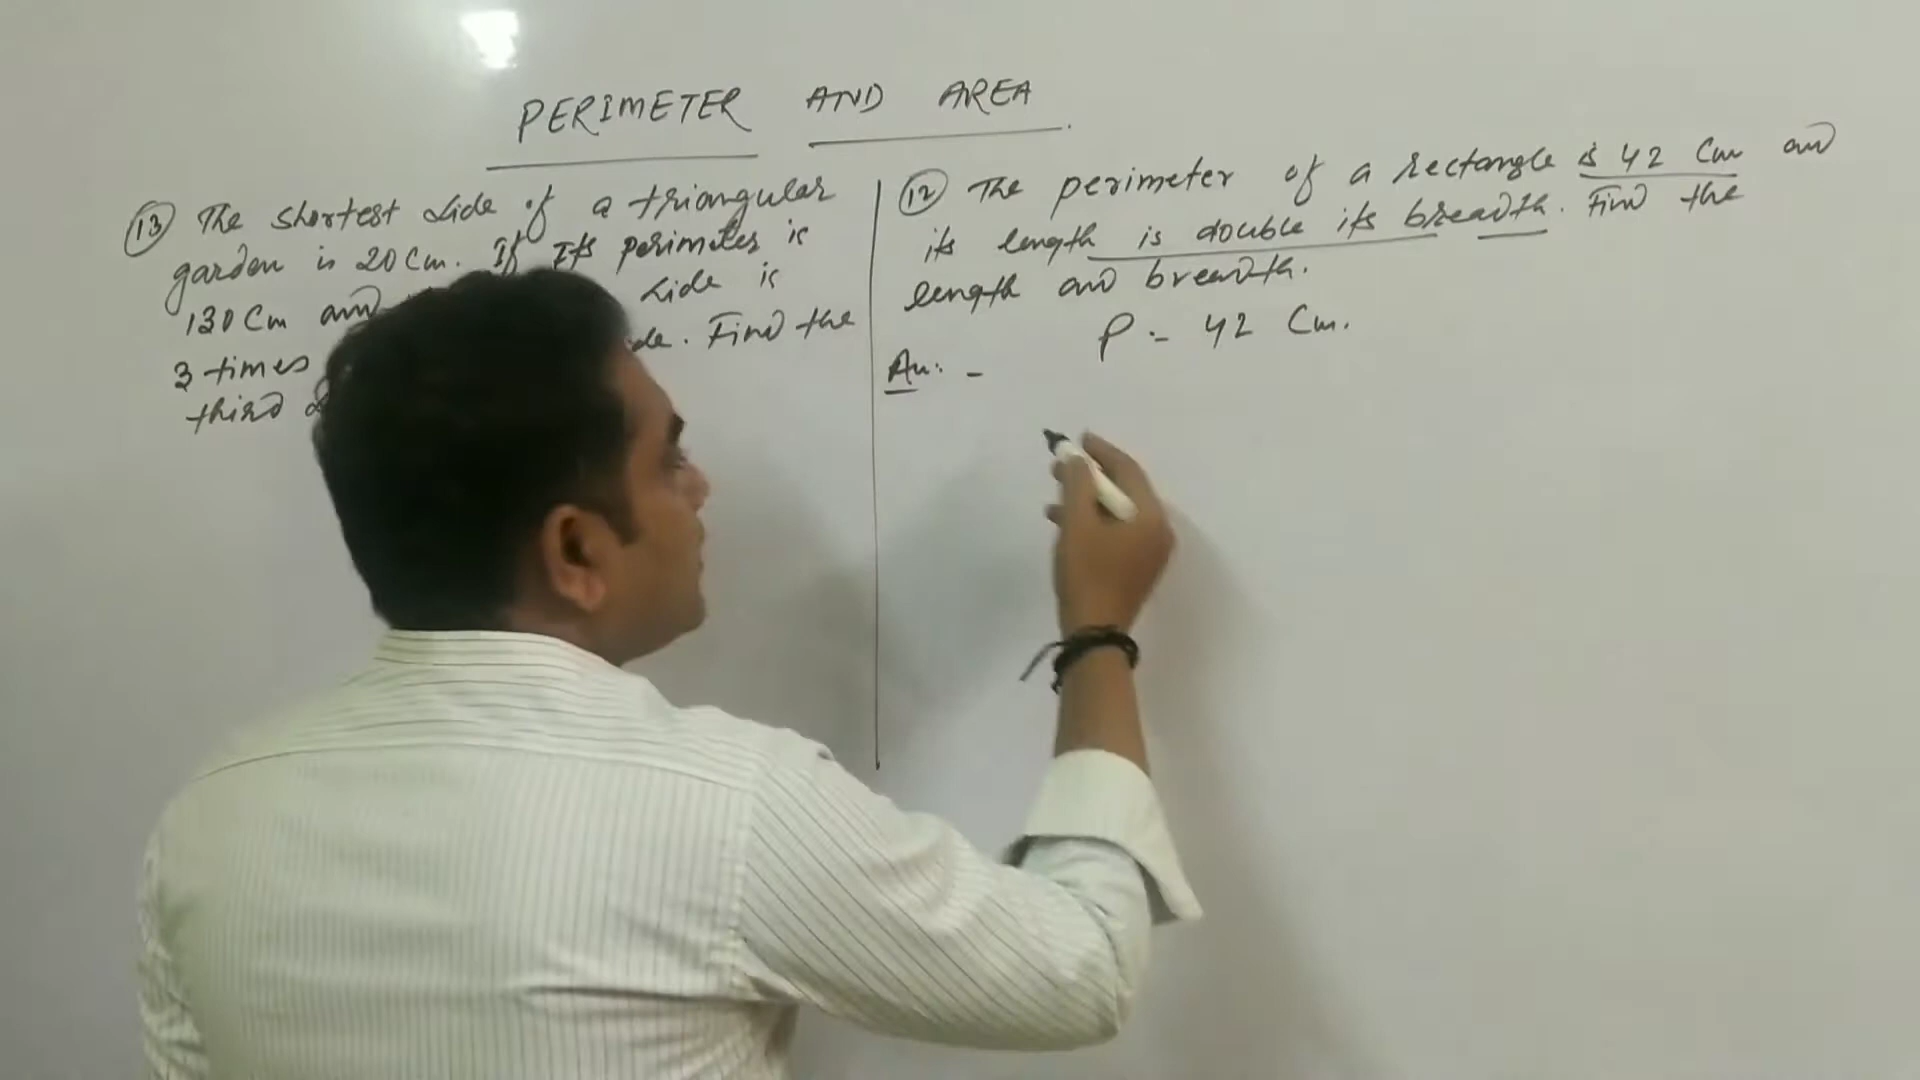 PERIMETER AND AREA
13 The shortest side of a triangular
garden is 20 cm. If Its perimeter is
130 Cm and side is
3 times Find the
third
12 The perimeter of a rectangle is 42 Cm and
its length is double its breadth. Find the
length and breadth.
P = 42 Cm.
An: -